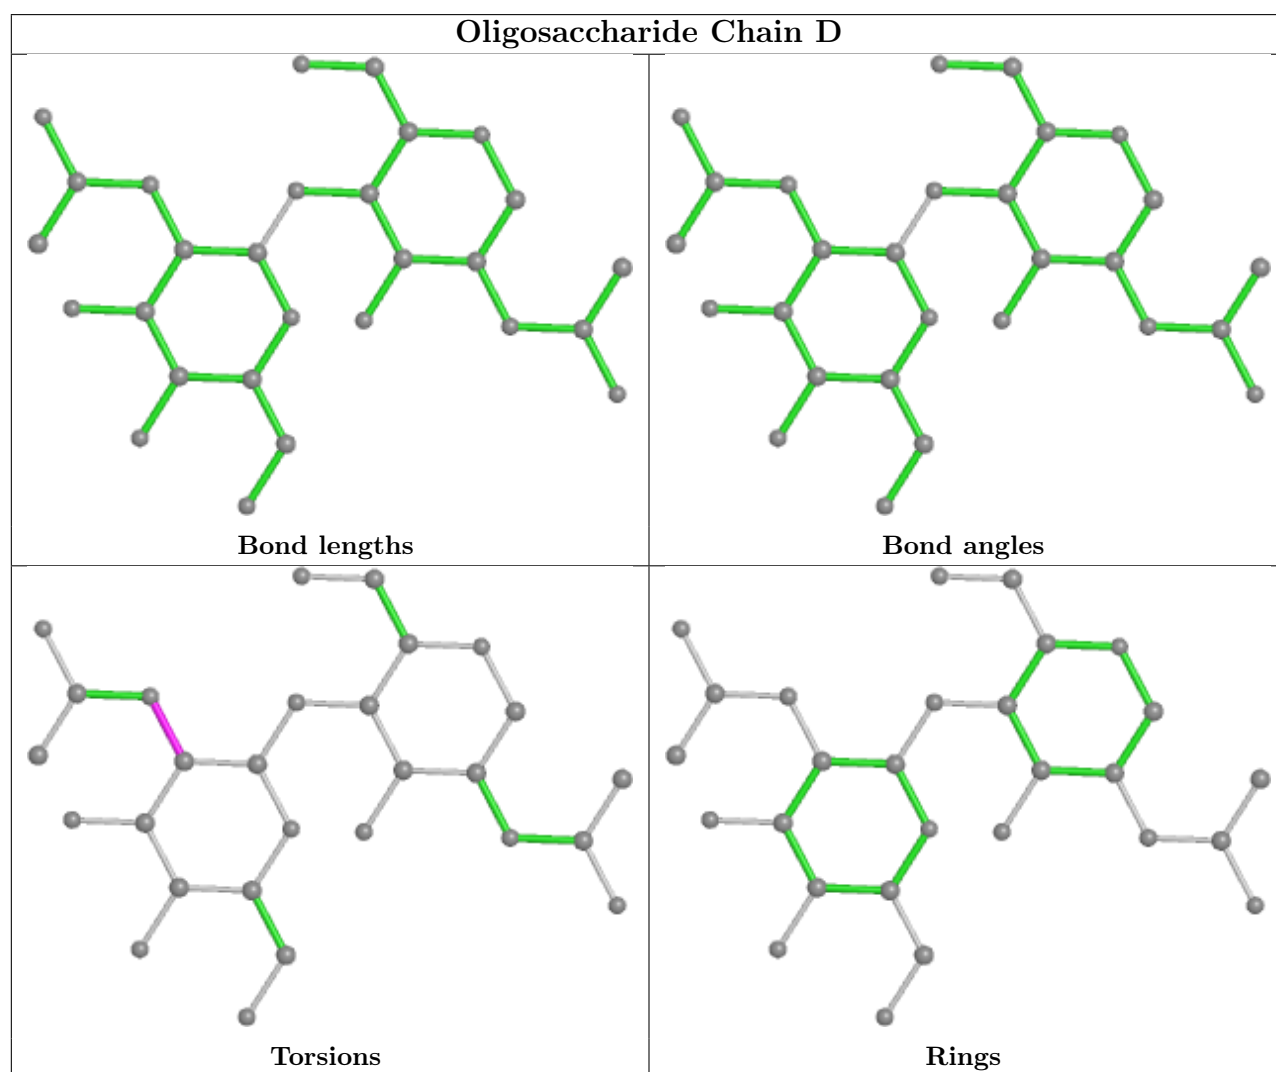 Oligosaccharide Chain D
Bond lengths
Bond angles
Torsions
Rings